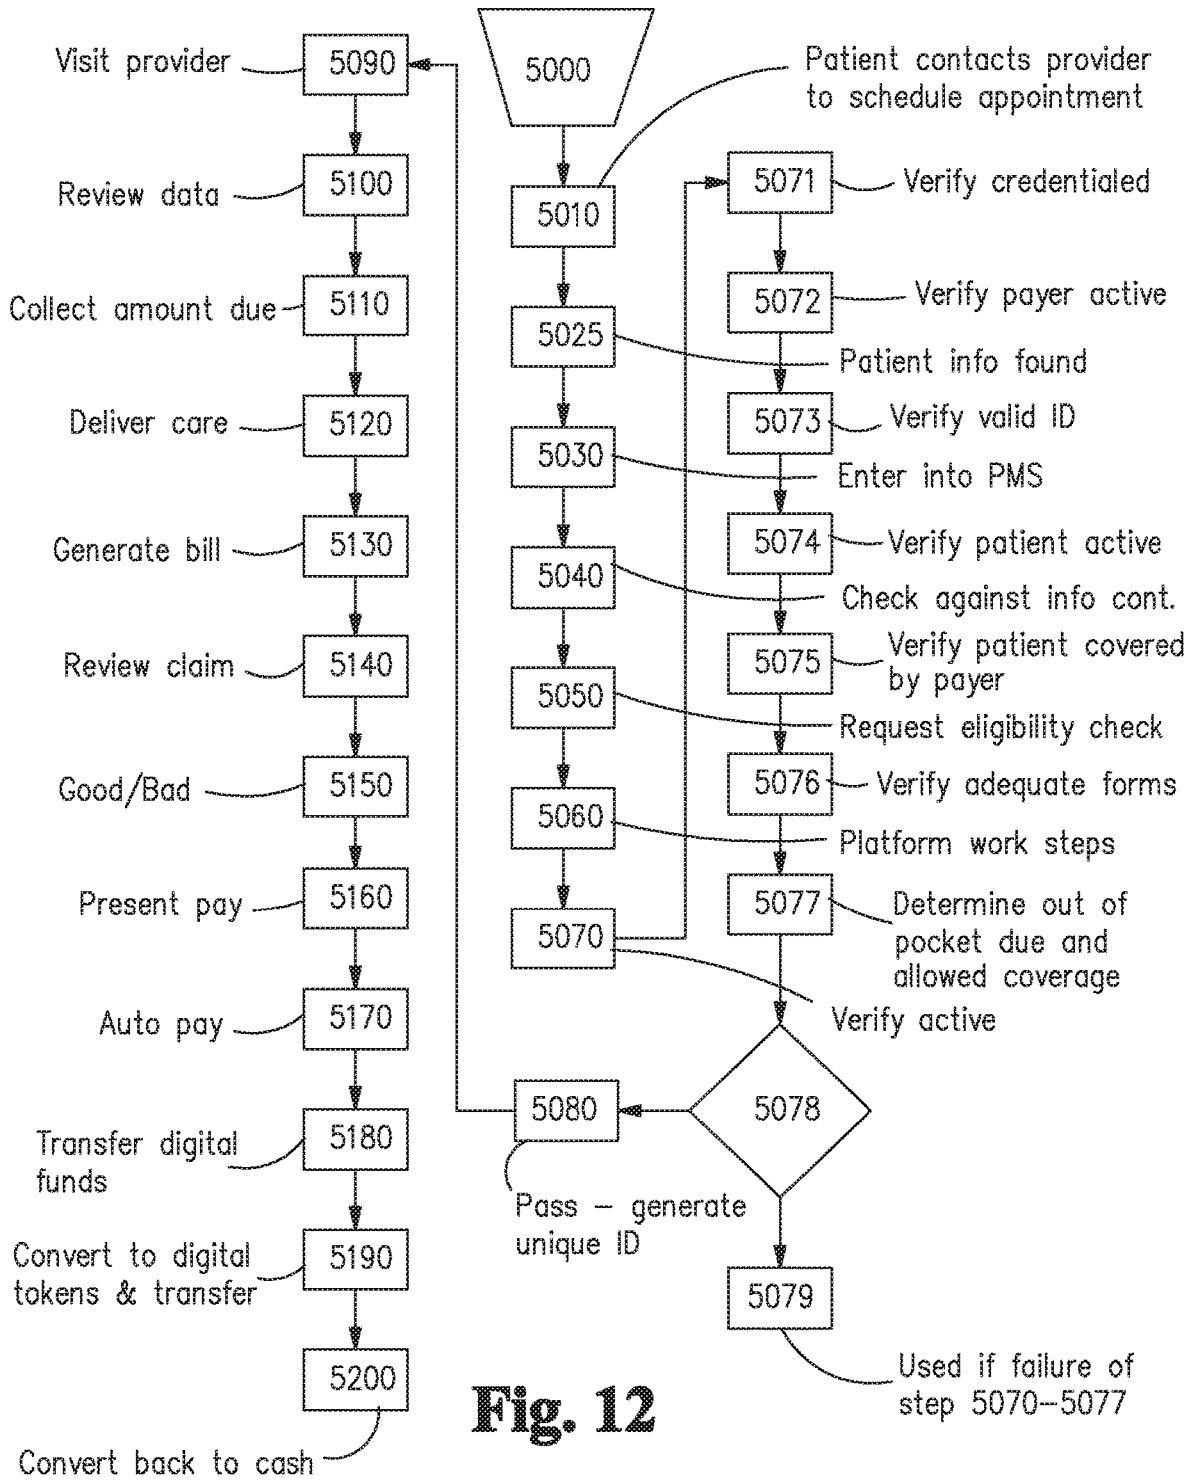 5000
Patient contacts provider
to schedule appointment
5010
5025
Patient info found
5030
Enter into PMS
5040
Check against info cont.
5050
Request eligibility check
5060
Platform work steps
5070
Verify active
5071
Verify credentialed
5072
Verify payer active
5073
Verify valid ID
5074
Verify patient active
5075
Verify patient covered
by payer
5076
Verify adequate forms
5077
Determine out of
pocket due and
allowed coverage
5078
5079
Used if failure of
step 5070–5077
5080
Pass – generate
unique ID
Visit provider
5090
Review data
5100
Collect amount due
5110
Deliver care
5120
Generate bill
5130
Review claim
5140
Good/Bad
5150
Present pay
5160
Auto pay
5170
Transfer digital
funds
5180
Convert to digital
tokens & transfer
5190
5200
Convert back to cash
Fig. 12